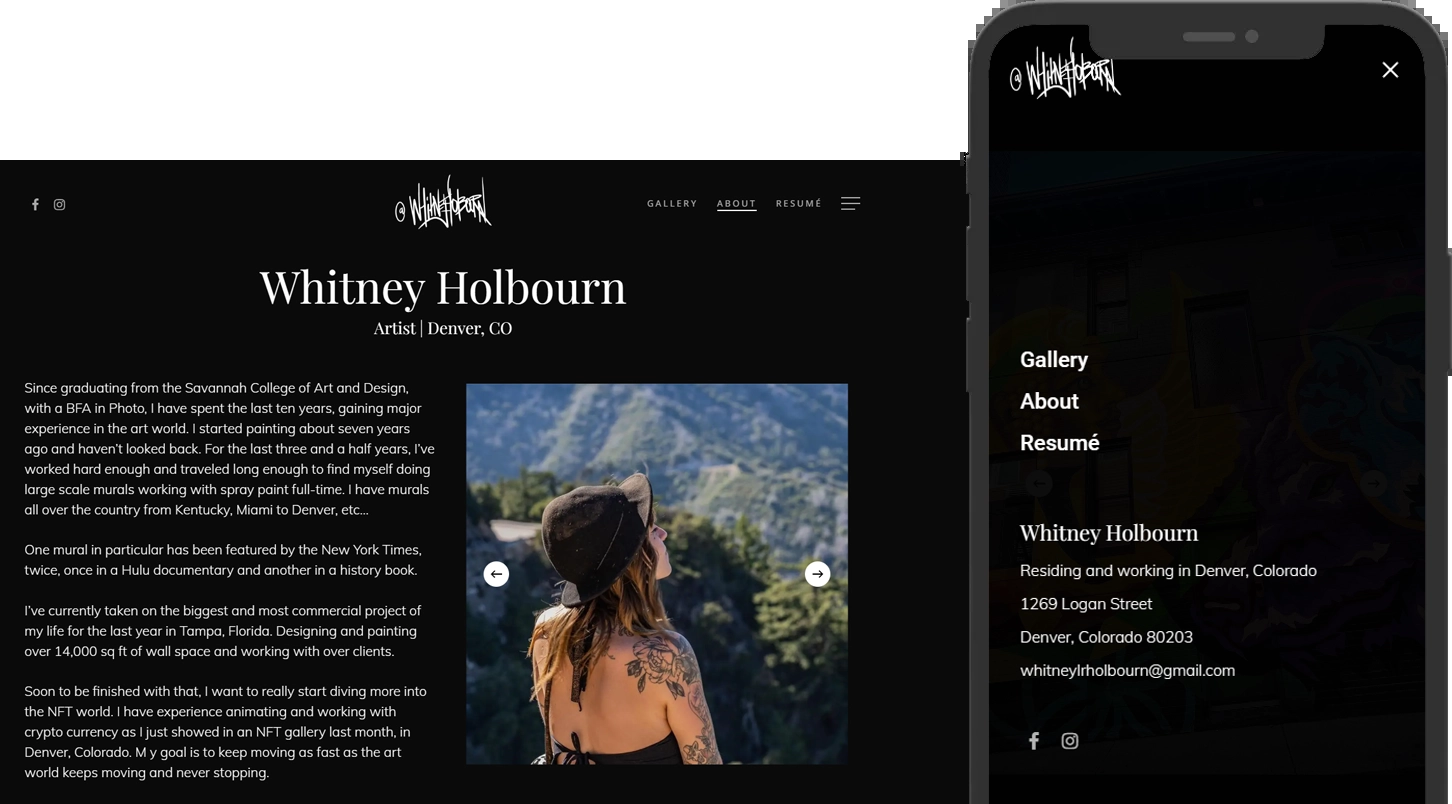 @WHITNEYHOLBOURN
GALLERY ABOUT RESUMÉ
Whitney Holbourn
Artist | Denver, CO
Since graduating from the Savannah College of Art and Design,
with a BFA in Photo, I have spent the last ten years, gaining major
experience in the art world. I started painting about seven years
ago and haven't looked back. For the last three and a half years, I've
worked hard enough and traveled long enough to find myself doing
large scale murals working with spray paint full-time. I have murals
all over the country from Kentucky, Miami to Denver, etc...
One mural in particular has been featured by the New York Times,
twice, once in a Hulu documentary and another in a history book.
I've currently taken on the biggest and most commercial project of
my life for the last year in Tampa, Florida. Designing and painting
over 14,000 sq ft of wall space and working with over clients.
Soon to be finished with that, I want to really start diving more into
the NFT world. I have experience animating and working with
crypto currency as I just showed in an NFT gallery last month, in
Denver, Colorado. M y goal is to keep moving as fast as the art
world keeps moving and never stopping.
@WHITNEYHOLBOURN
Gallery
About
Resumé
Whitney Holbourn
Residing and working in Denver, Colorado
1269 Logan Street
Denver, Colorado 80203
whitneylrholbourn@gmail.com